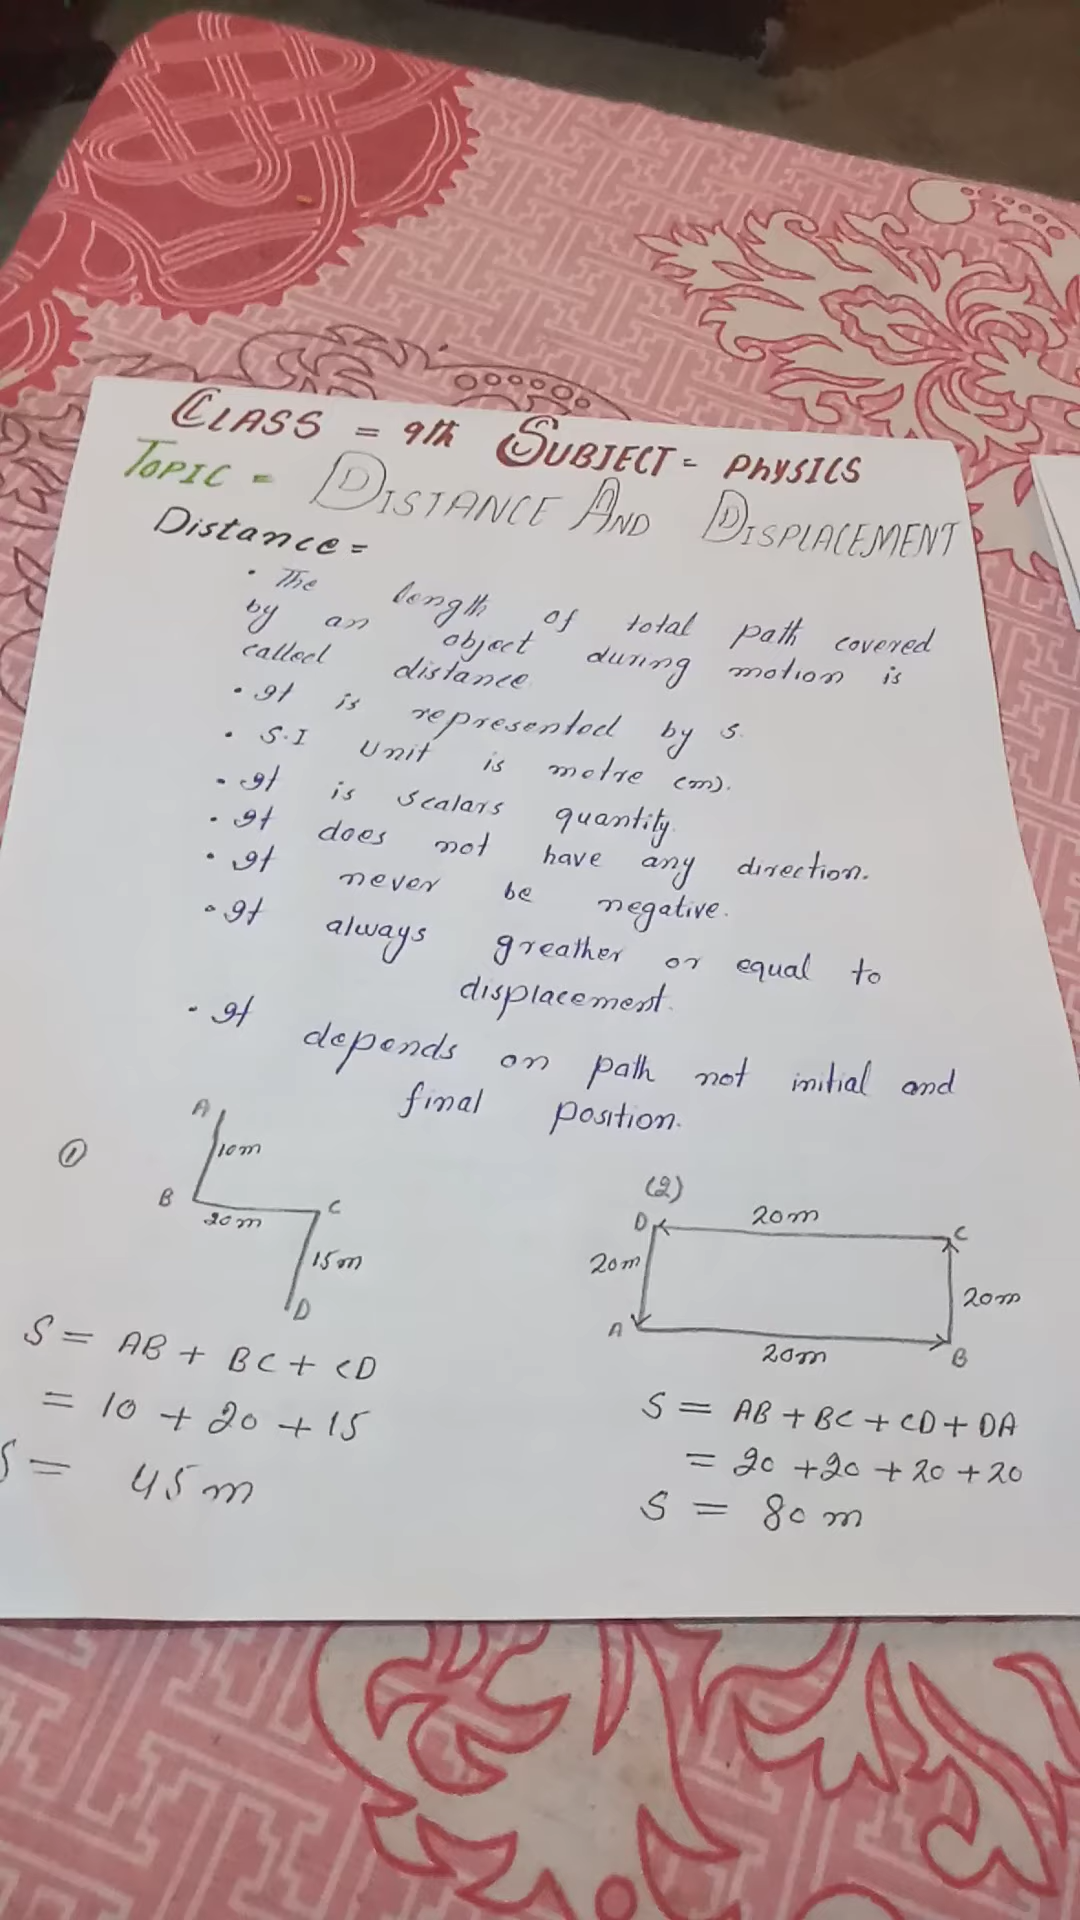 CLASS = 9th SUBJECT = PHYSICS
TOPIC = DISTANCE AND DISPLACEMENT
Distance =
• The length of total path covered
by an object during motion is
called distance.
• It is represented by s.
• S.I Unit is metre (m).
• It is scalars quantity.
• It does not have any direction.
• It never be negative.
• It always greather or equal to
displacement.
• It depends on path not initial and
final position.
①
A
10m
B
20m
C
15m
D
S = AB + BC + CD
= 10 + 20 + 15
S = 45 m
(2)
D 20m C
20m
20m
A 20m B
S = AB + BC + CD + DA
= 20 + 20 + 20 + 20
S = 80 m